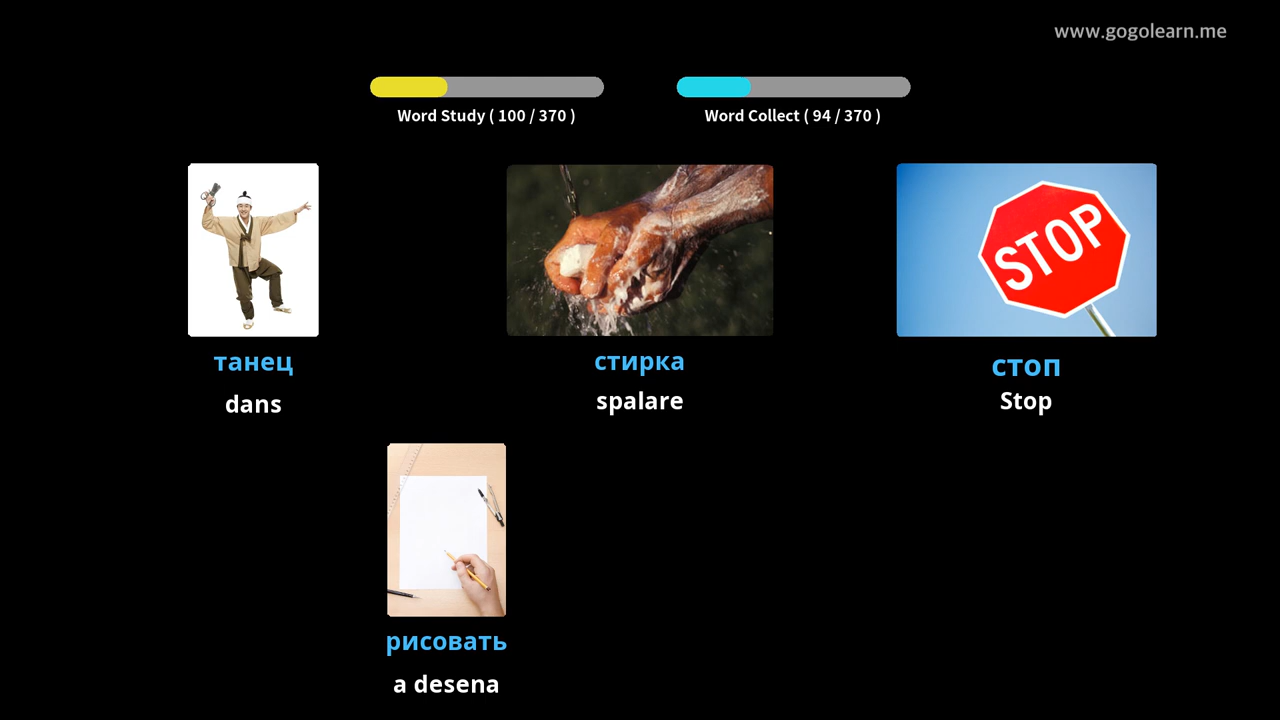 www.gogolearn.me
Word Study ( 100 / 370 )
Word Collect ( 94 / 370 )
STOP
танец
стирка
стоп
dans
spalare
Stop
рисовать
a desena